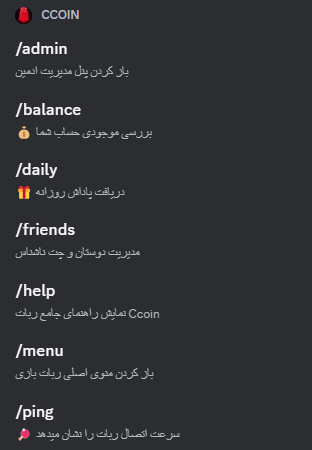 CCOIN
/admin
باز کردن پنل مدیریت ادمین
/balance
💰 بررسی موجودی حساب شما
/daily
🎁 دریافت پاداش روزانه
/friends
مدیریت دوستان و چت ناشناس
/help
نمایش راهنمای جامع ربات Ccoin
/menu
باز کردن منوی اصلی ربات بازی
/ping
🏓 سرعت اتصال ربات را نشان میدهد